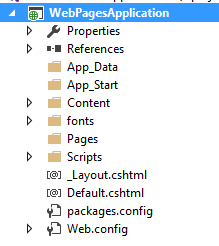 WebPagesApplication
Properties
References
App_Data
App_Start
Content
fonts
Pages
Scripts
_Layout.cshtml
Default.cshtml
packages.config
Web.config